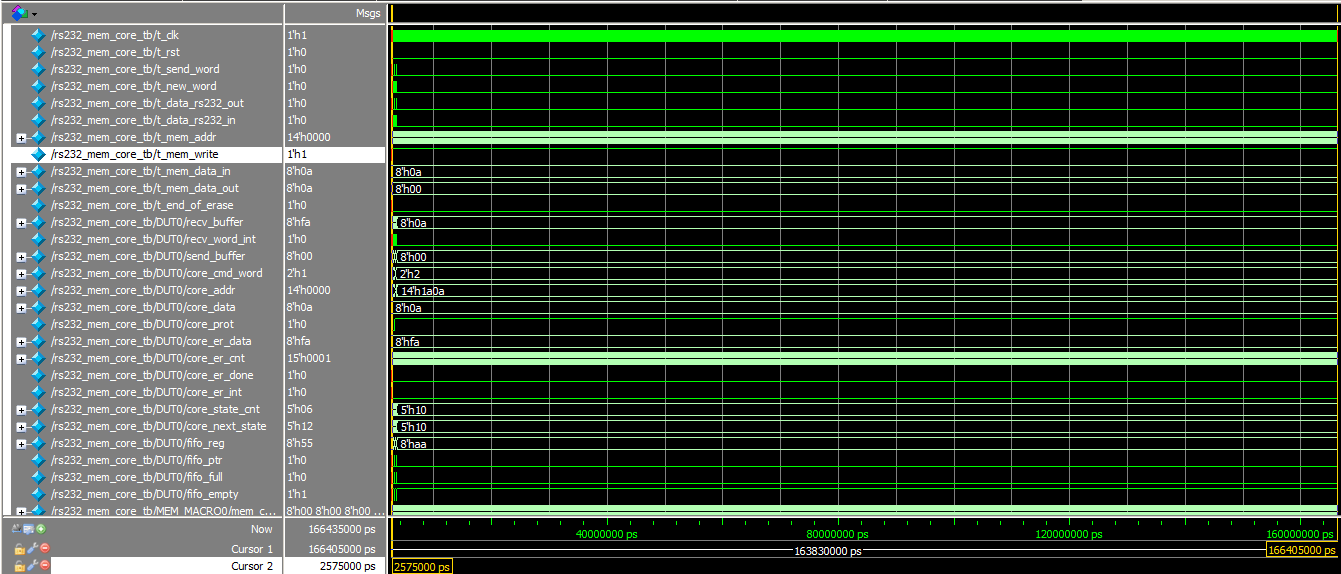 Msgs
/rs232_mem_core_tb/t_clk 1'h1
/rs232_mem_core_tb/t_rst 1'h0
/rs232_mem_core_tb/t_send_word 1'h0
/rs232_mem_core_tb/t_new_word 1'h0
/rs232_mem_core_tb/t_data_rs232_out 1'h0
/rs232_mem_core_tb/t_data_rs232_in 1'h0
/rs232_mem_core_tb/t_mem_addr 14'h0000
/rs232_mem_core_tb/t_mem_write 1'h1
/rs232_mem_core_tb/t_mem_data_in 8'h0a 8'h0a
/rs232_mem_core_tb/t_mem_data_out 8'h0a 8'h00
/rs232_mem_core_tb/t_end_of_erase 1'h0
/rs232_mem_core_tb/DUT0/recv_buffer 8'hfa 8'h0a
/rs232_mem_core_tb/DUT0/recv_word_int 1'h0
/rs232_mem_core_tb/DUT0/send_buffer 8'h00 8'h00
/rs232_mem_core_tb/DUT0/core_cmd_word 2'h1 2'h2
/rs232_mem_core_tb/DUT0/core_addr 14'h0000 14'h1a0a
/rs232_mem_core_tb/DUT0/core_data 8'h0a 8'h0a
/rs232_mem_core_tb/DUT0/core_prot 1'h0
/rs232_mem_core_tb/DUT0/core_er_data 8'hfa 8'hfa
/rs232_mem_core_tb/DUT0/core_er_cnt 15'h0001
/rs232_mem_core_tb/DUT0/core_er_done 1'h0
/rs232_mem_core_tb/DUT0/core_er_int 1'h0
/rs232_mem_core_tb/DUT0/core_state_cnt 5'h06 5'h10
/rs232_mem_core_tb/DUT0/core_next_state 5'h12 5'h10
/rs232_mem_core_tb/DUT0/fifo_reg 8'h55 8'haa
/rs232_mem_core_tb/DUT0/fifo_ptr 1'h0
/rs232_mem_core_tb/DUT0/fifo_full 1'h0
/rs232_mem_core_tb/DUT0/fifo_empty 1'h1
/rs232_mem_core_tb/MEM_MACRO0/mem_c... 8'h00 8'h00 8'h00 ...
Now 166435000 ps 40000000 ps 80000000 ps 120000000 ps 160000000 ps
Cursor 1 166405000 ps 163830000 ps 166405000 ps
Cursor 2 2575000 ps 2575000 ps